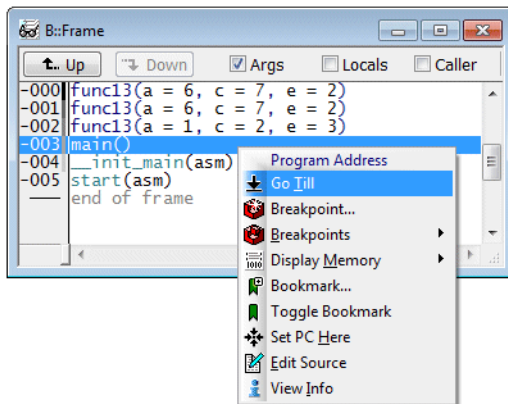 B::Frame
Up Down Args Locals Caller
-000 func13(a = 6, c = 7, e = 2)
-001 func13(a = 6, c = 7, e = 2)
-002 func13(a = 1, c = 2, e = 3)
-003 main()
-004 __init_main(asm)
-005 start(asm)
end of frame
Program Address
Go Till
Breakpoint...
Breakpoints
Display Memory
Bookmark...
Toggle Bookmark
Set PC Here
Edit Source
View Info